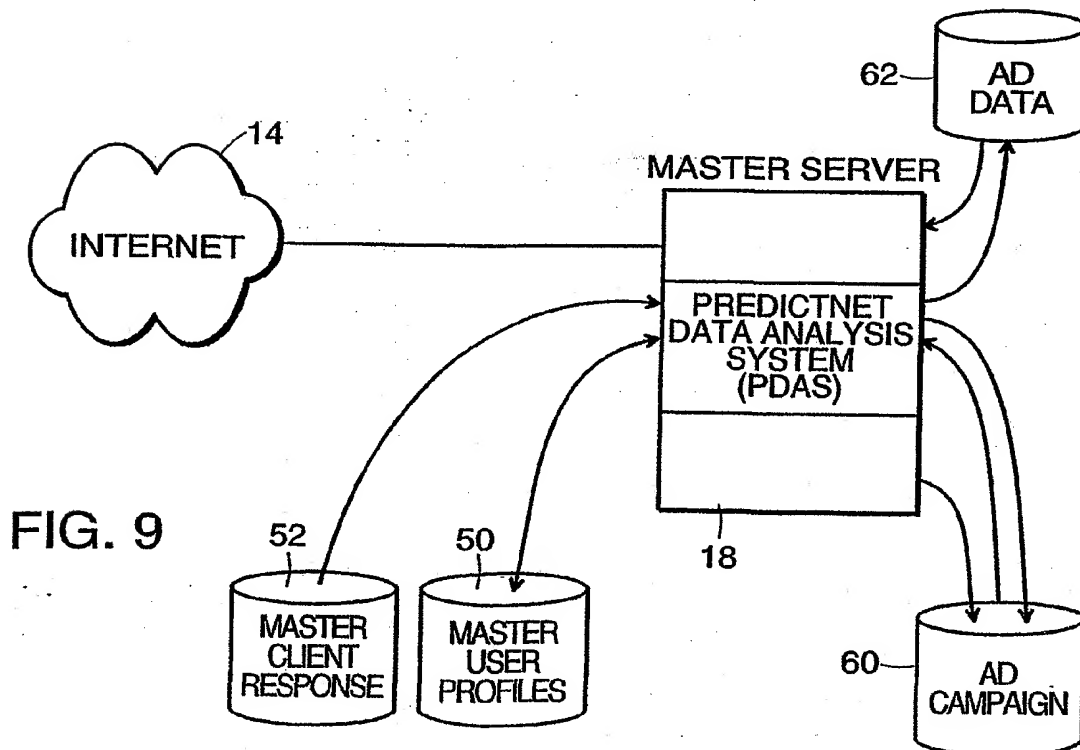 14
INTERNET
62
AD
DATA
MASTER SERVER
PREDICTNET
DATA ANALYSIS
SYSTEM
(PDAS)
18
FIG. 9
52
MASTER
CLIENT
RESPONSE
50
MASTER
USER
PROFILES
60
AD
CAMPAIGN